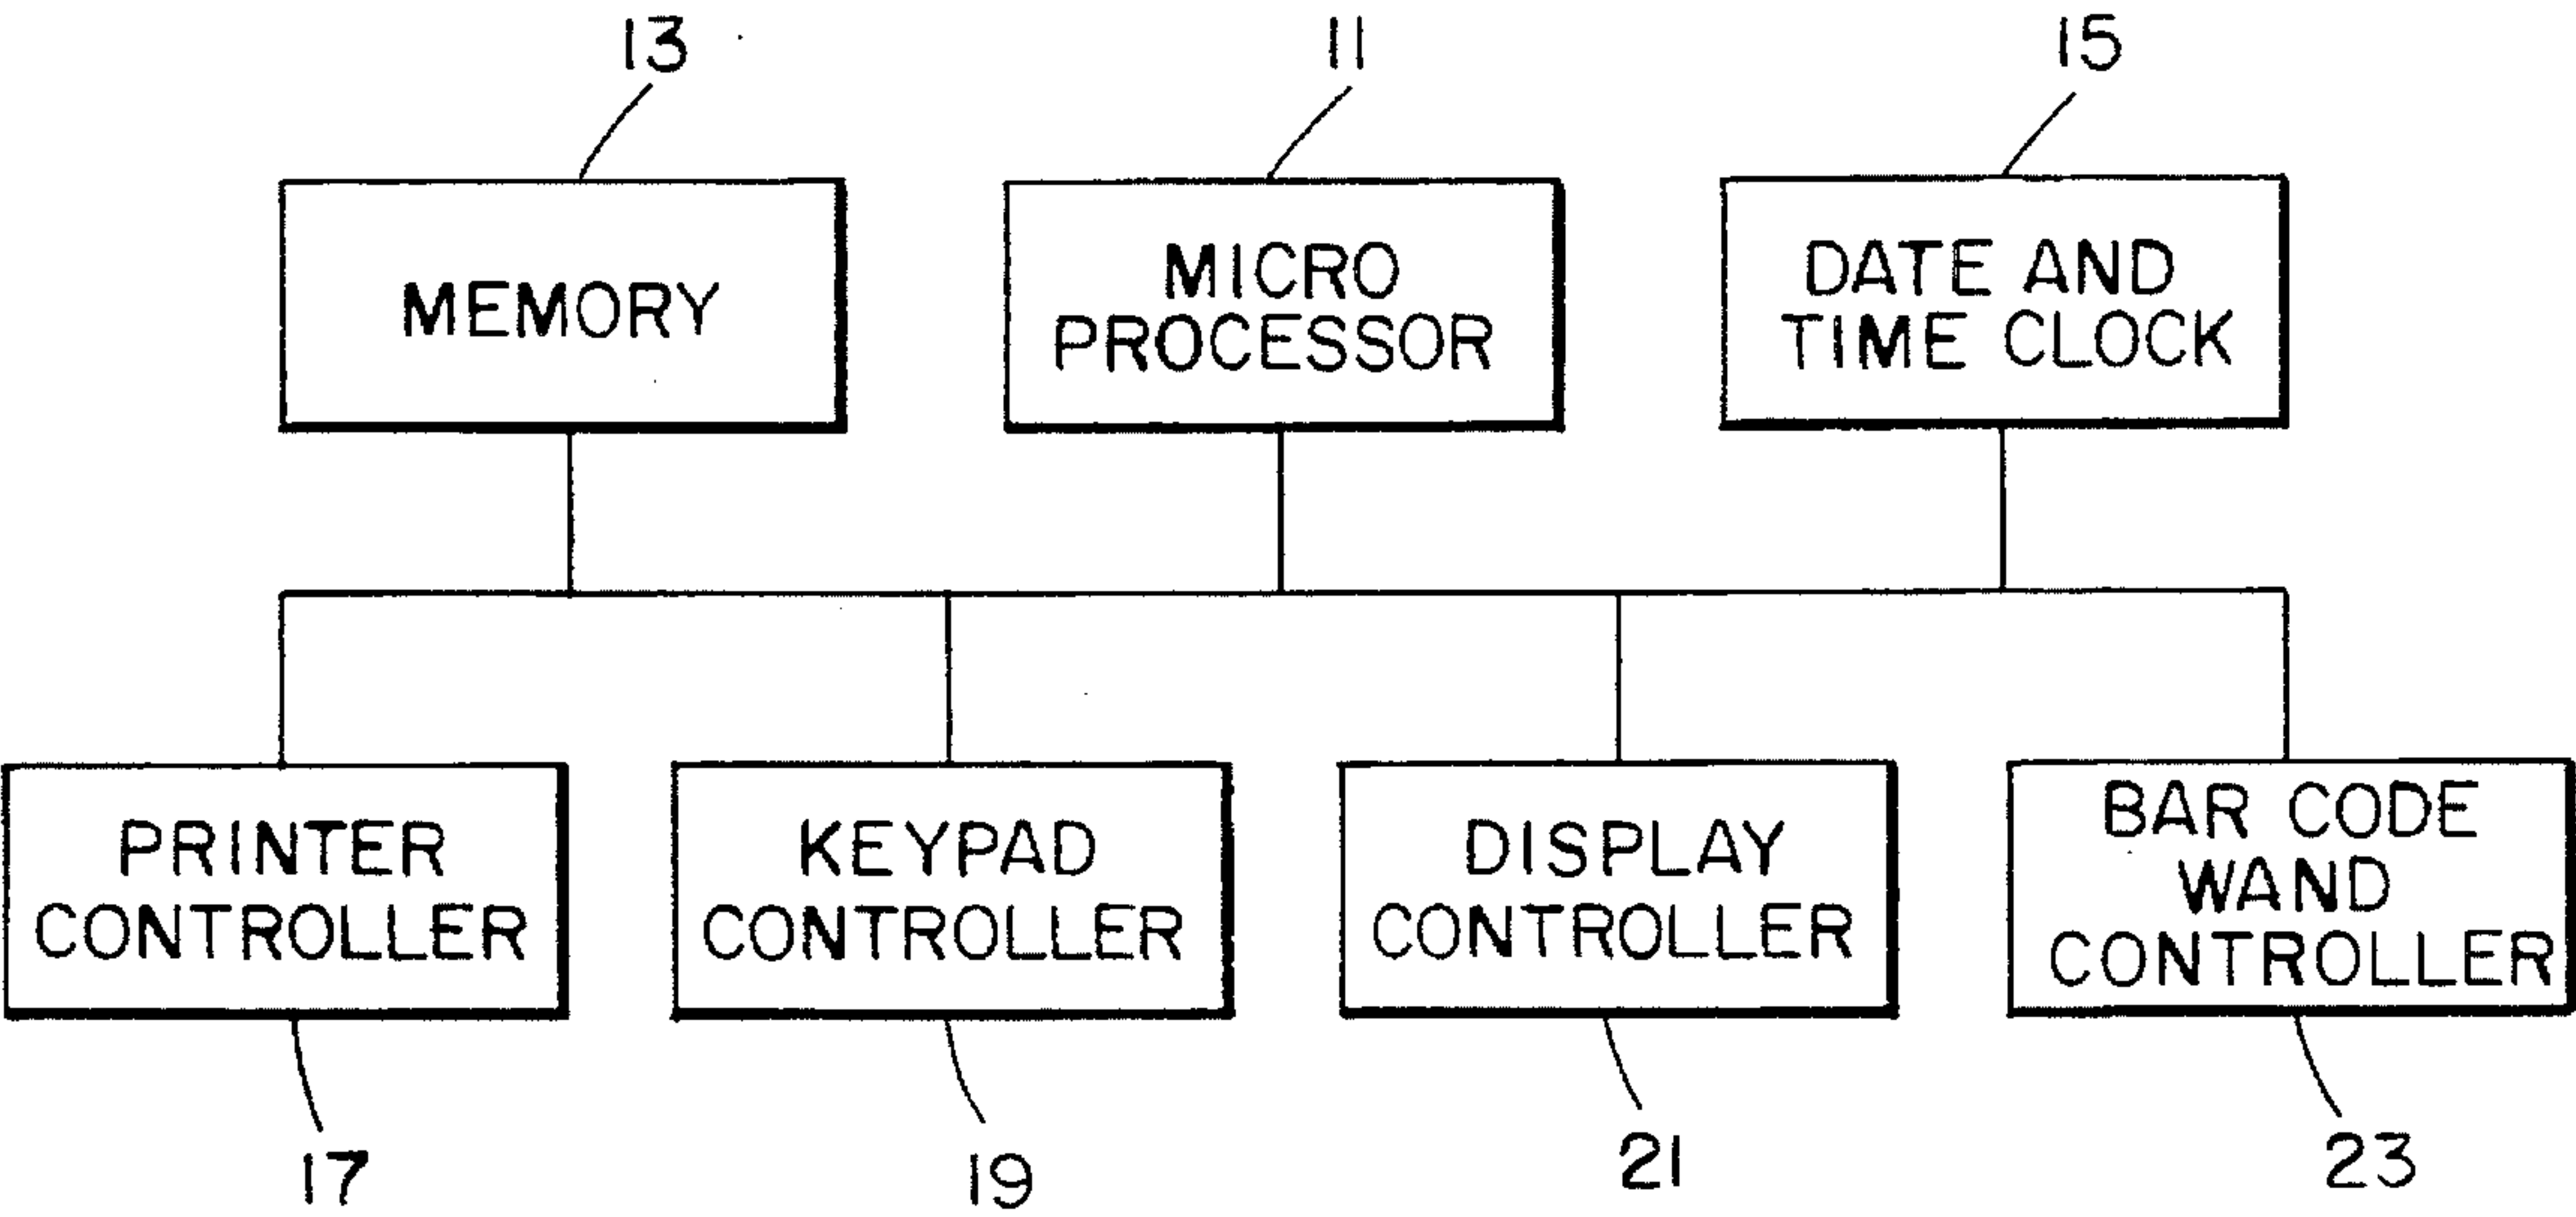 13
11
15
MEMORY
MICRO
PROCESSOR
DATE AND
TIME CLOCK
PRINTER
CONTROLLER
KEYPAD
CONTROLLER
DISPLAY
CONTROLLER
BAR CODE
WAND
CONTROLLER
17
19
21
23